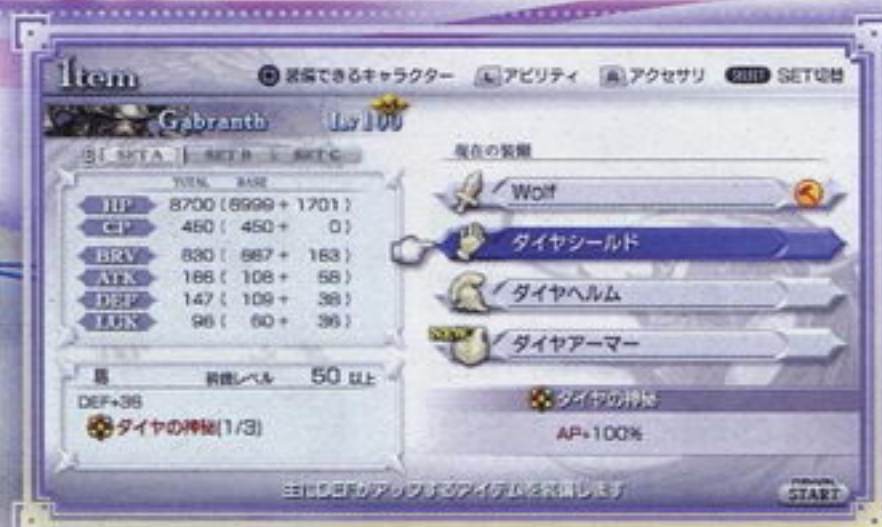 Item
装備できるキャラクター L アビリティ R アクセサリ SELECT SET切替
Gabranth Lv 100
SET A SET B SET C
TOTAL BASE
HP 8700 ( 6999 + 1701 )
CP 450 ( 450 + 0 )
BRV 830 ( 667 + 163 )
ATK 166 ( 108 + 58 )
DEF 147 ( 109 + 38 )
LUK 96 ( 60 + 36 )
盾 装備レベル 50 以上
DEF+36
ダイヤの神秘(1/3)
現在の装備
Wolf
ダイヤシールド
ダイヤヘルム
NEW ダイヤアーマー
ダイヤの神秘
AP+100%
主にDEFがアップするアイテムを装備します
START